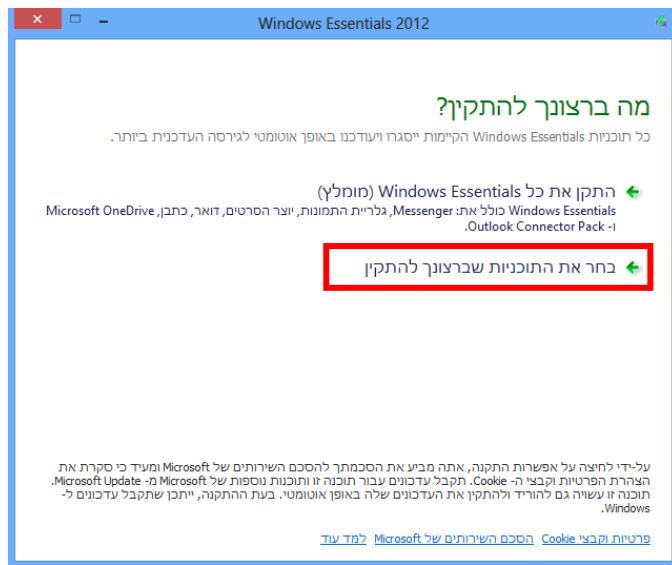 Windows Essentials 2012
מה ברצונך להתקין?
כל תוכניות Windows Essentials הקיימות ייסגרו ויעודכנו באופן אוטומטי לגירסה העדכנית ביותר.
התקן את כל Windows Essentials (מומלץ)
Windows Essentials כולל את: Messenger, גלריית התמונות, יוצר הסרטים, דואר, כתבן, Microsoft OneDrive
ו- Outlook Connector Pack.
בחר את התוכניות שברצונך להתקין
על-ידי לחיצה על אפשרות התקנה, אתה מביע את הסכמתך להסכם השירותים של Microsoft ומעיד כי סקרת את
הצהרת הפרטיות וקבצי ה- Cookie. תקבל עדכונים עבור תוכנה זו ותוכנות נוספות של Microsoft מ- Microsoft Update.
תוכנה זו עשויה גם להוריד ולהתקין את העדכונים שלה באופן אוטומטי. בעת ההתקנה, ייתכן שתקבל עדכונים ל-
Windows.
פרטיות וקבצי Cookie הסכם השירותים של Microsoft למד עוד